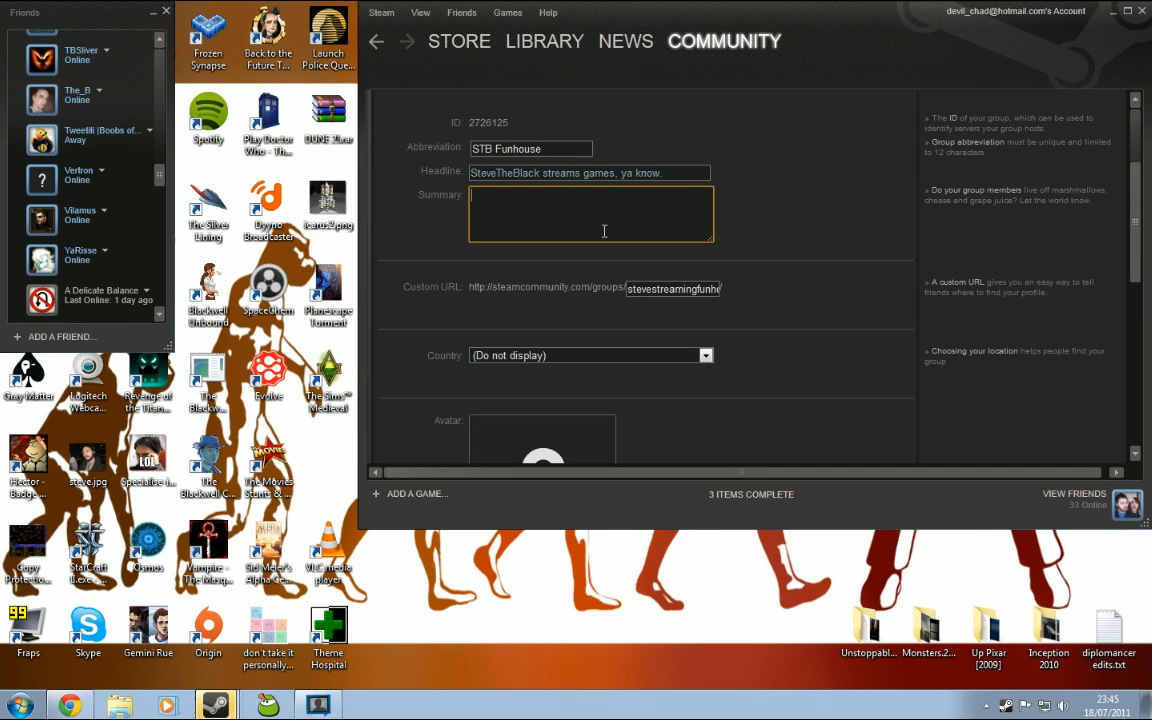 Friends
TBSliver
Online
The_B
Online
Tweetiti |Boobs of...
Away
Vertron
Online
?
Vilamus
Online
YaRisse
Online
A Delicate Balance
Last Online: 1 day ago
+ ADD A FRIEND...
Frozen
Synapse
Back to the
Future T...
Launch
Police Que...
Spotify
Play Doctor
Who - Th...
DUNE 2.rar
The Silver
Lining
Dyyno
Broadcaster
icarus2.png
Blackwell
Unbound
SpaceChem
Planescape
Torment
Gray Matter
Logitech
Webca...
Revenge of
the Titan...
The
Blackw...
Evolve
The Sims™
Medieval
Hector -
Badge ...
steve.jpg
LOL
Specialise-i...
The
Blackwell C...
MOVIES
The Movies
Stunts & ...
Copy
Protectio...
StarCraft
II.exe - ...
Osmos
Vampire -
The Masq...
Sid Meier's
Alpha Ce...
VLC media
player
99
Fraps
Skype
Gemini Rue
Origin
don't take it
personally...
Theme
Hospital
Steam View Friends Games Help
devil_chad@hotmail.com's Account
STORE LIBRARY NEWS COMMUNITY
ID: 2726125
Abbreviation: STB Funhouse
Headline: SteveTheBlack streams games, ya know.
Summary:
Custom URL: http://steamcommunity.com/groups/stevestreamingfunh
Country: (Do not display)
Avatar:
» The ID of your group, which can be used to
identify servers your group hosts.
» Group abbreviation must be unique and limited
to 12 characters
» Do your group members live off marshmallows,
cheese and grape juice? Let the world know.
» A custom URL gives you an easy way to tell
friends where to find your profile.
» Choosing your location helps people find your
group
+ ADD A GAME...
3 ITEMS COMPLETE
VIEW FRIENDS
33 Online
Unstoppabl...
Monsters.2...
Up Pixar
[2009]
Inception
2010
diplomancer
edits.txt
23:45
18/07/2011